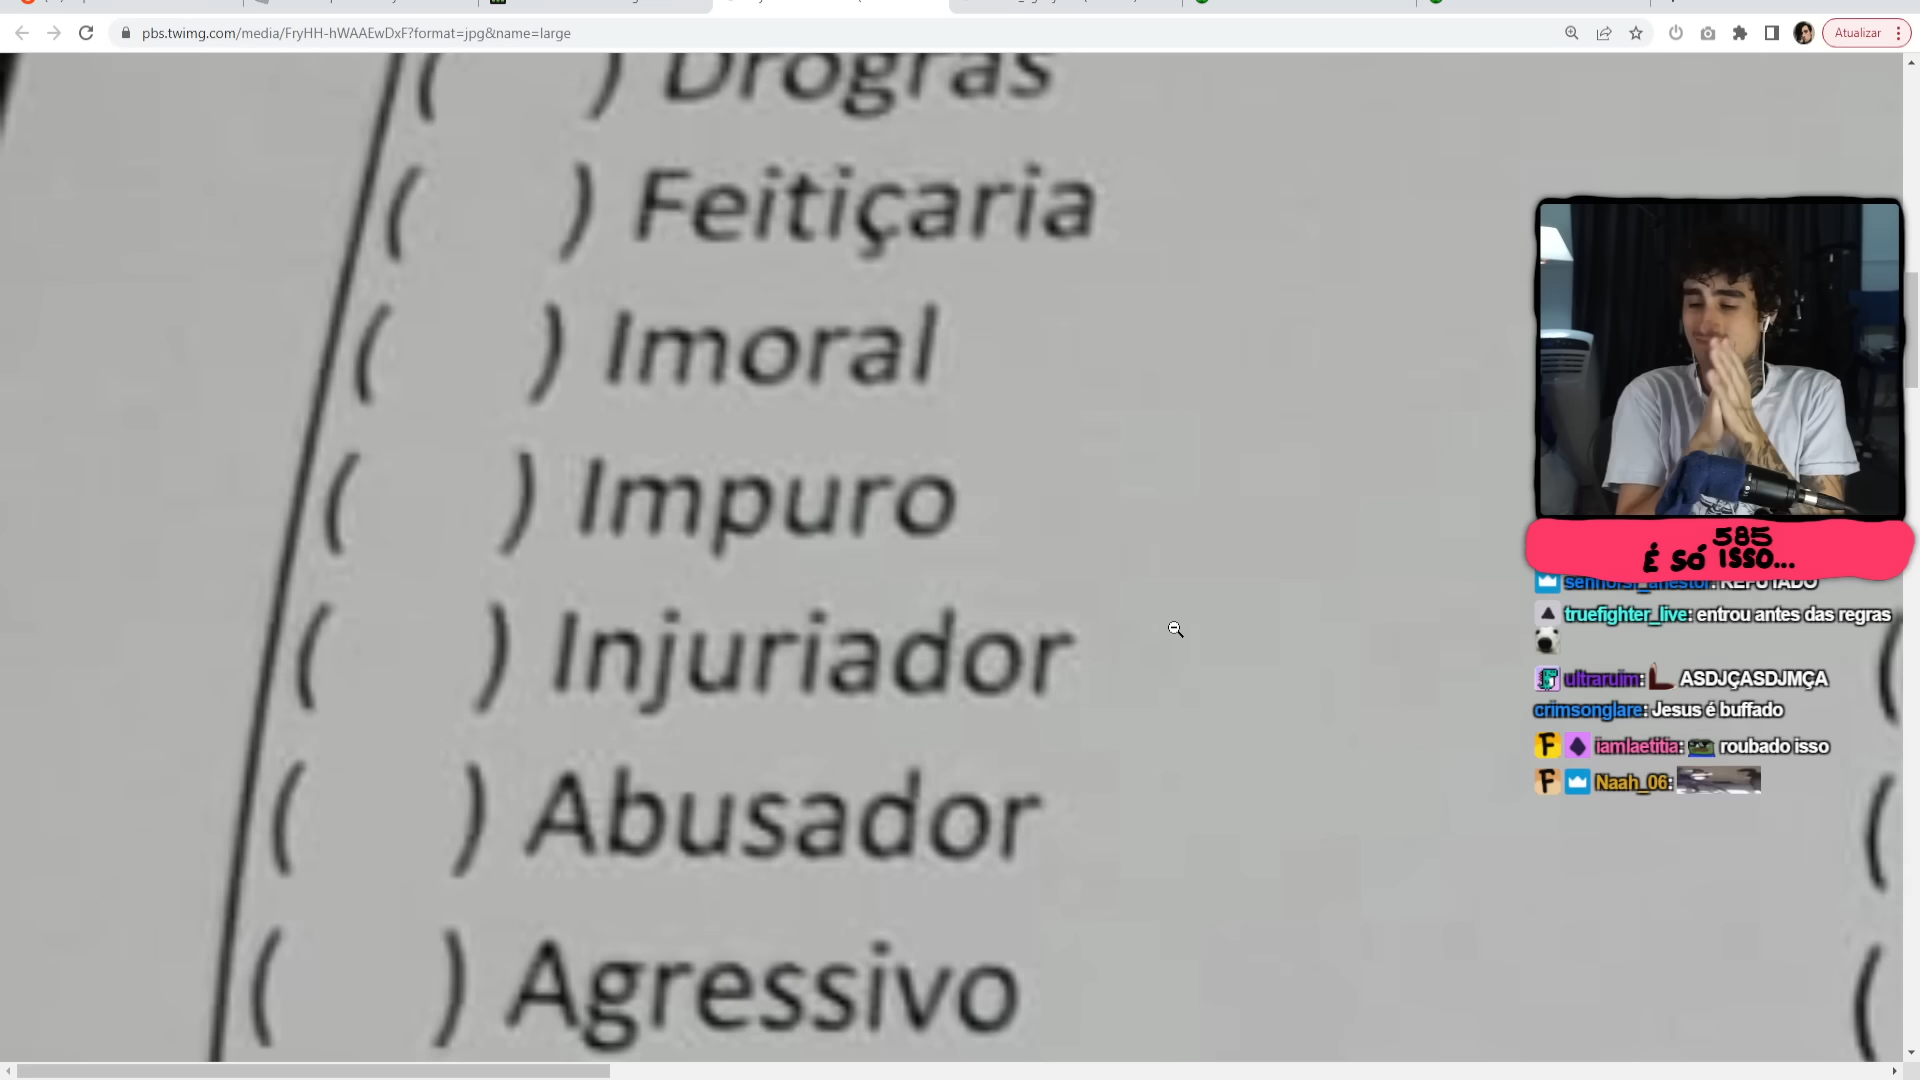 pbs.twimg.com/media/FryHH-hWAAEwDxF?format=jpg&name=large
Atualizar
( ) Drogras
( ) Feitiçaria
( ) Imoral
( ) Impuro
( ) Injuriador
( ) Abusador
( ) Agressivo
585
É SÓ ISSO...
truefighter_live: entrou antes das regras
ultraruim: ASDJÇASDJMÇA
crimsonglare: Jesus é buffado
F iamlaetitia: roubado isso
F Naah_06: